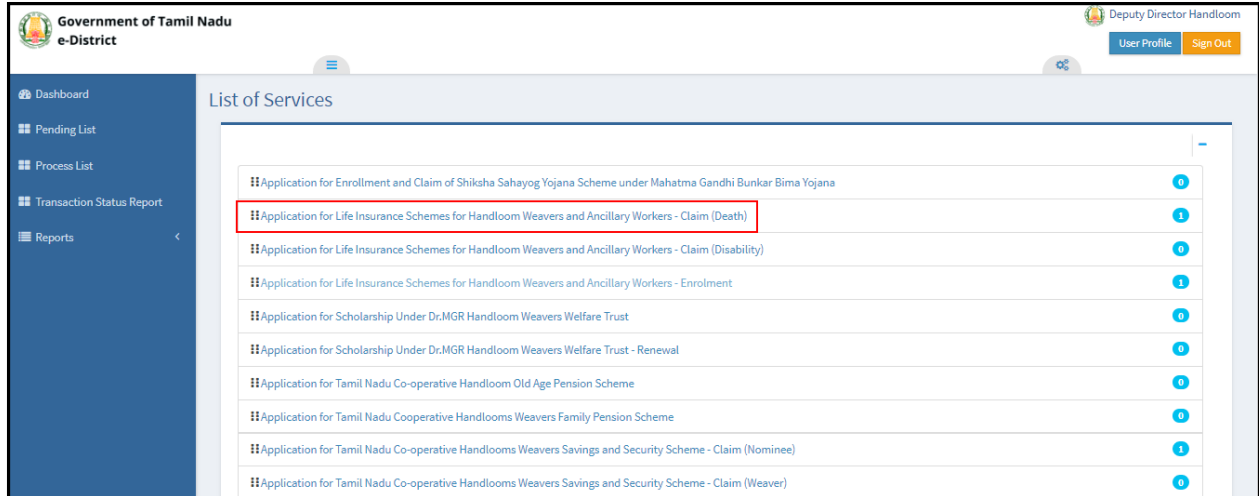 Government of Tamil Nadu
e-District
Deputy Director Handloom
User Profile
Sign Out
Dashboard
Pending List
Process List
Transaction Status Report
Reports
List of Services
Application for Enrollment and Claim of Shiksha Sahayog Yojana Scheme under Mahatma Gandhi Bunkar Bima Yojana 0
Application for Life Insurance Schemes for Handloom Weavers and Ancillary Workers - Claim (Death) 1
Application for Life Insurance Schemes for Handloom Weavers and Ancillary Workers - Claim (Disability) 0
Application for Life Insurance Schemes for Handloom Weavers and Ancillary Workers - Enrolment 1
Application for Scholarship Under Dr.MGR Handloom Weavers Welfare Trust 0
Application for Scholarship Under Dr.MGR Handloom Weavers Welfare Trust - Renewal 0
Application for Tamil Nadu Co-operative Handloom Old Age Pension Scheme 0
Application for Tamil Nadu Cooperative Handlooms Weavers Family Pension Scheme 0
Application for Tamil Nadu Co-operative Handlooms Weavers Savings and Security Scheme - Claim (Nominee) 1
Application for Tamil Nadu Co-operative Handlooms Weavers Savings and Security Scheme - Claim (Weaver) 0